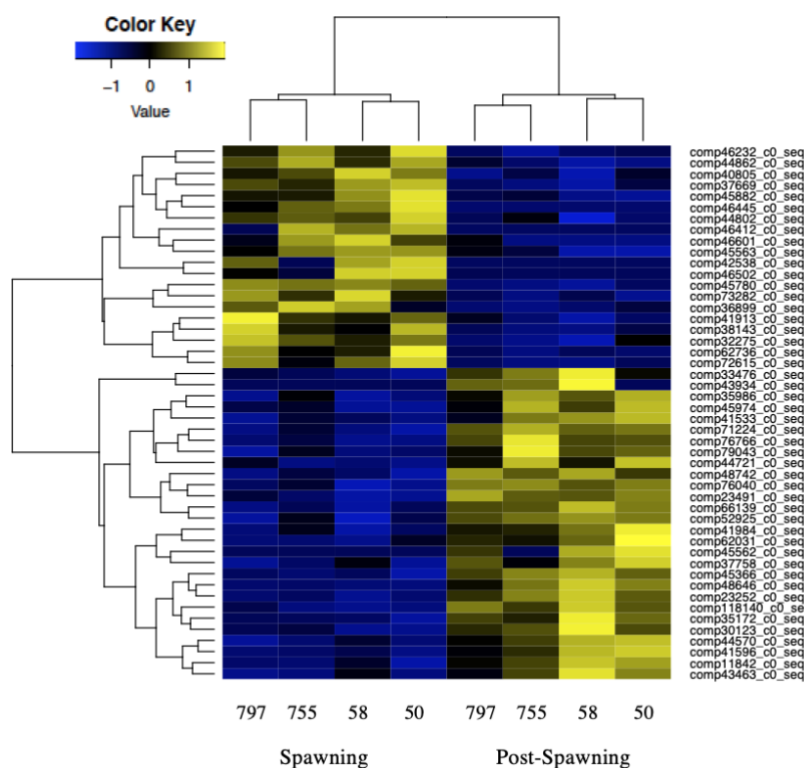 Color Key
−1 0 1
Value
comp46232_c0_seq
comp44862_c0_seq
comp40805_c0_seq
comp37669_c0_seq
comp45882_c0_seq
comp46445_c0_seq
comp44802_c0_seq
comp46412_c0_seq
comp46601_c0_seq
comp45563_c0_seq
comp42538_c0_seq
comp46502_c0_seq
comp45780_c0_seq
comp73282_c0_seq
comp36899_c0_seq
comp41913_c0_seq
comp38143_c0_seq
comp32275_c0_seq
comp62736_c0_seq
comp72615_c0_seq
comp33476_c0_seq
comp43934_c0_seq
comp35986_c0_seq
comp45974_c0_seq
comp41533_c0_seq
comp71224_c0_seq
comp76766_c0_seq
comp79043_c0_seq
comp44721_c0_seq
comp48742_c0_seq
comp76040_c0_seq
comp23491_c0_seq
comp66139_c0_seq
comp52925_c0_seq
comp41984_c0_seq
comp62031_c0_seq
comp45562_c0_seq
comp37758_c0_seq
comp45366_c0_seq
comp48646_c0_seq
comp23252_c0_seq
comp118140_c0_se
comp35172_c0_seq
comp30123_c0_seq
comp44570_c0_seq
comp41596_c0_seq
comp11842_c0_seq
comp43463_c0_seq
797 755 58 50 797 755 58 50
Spawning Post-Spawning